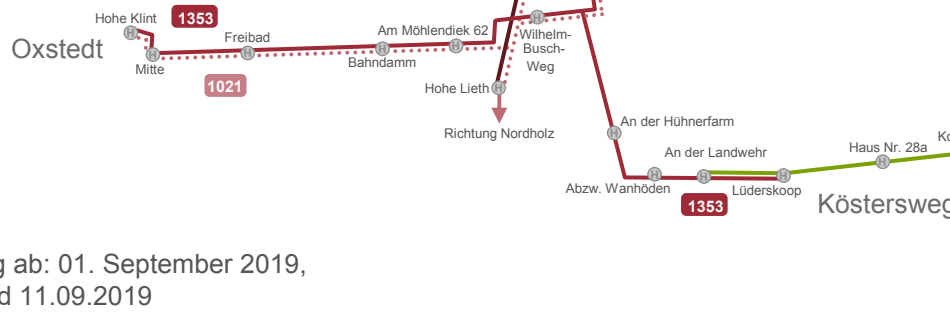 Hohe Klint
1353
Oxstedt
Mitte
Freibad
1021
Am Möhlendiek 62
Bahndamm
Wilhelm-
Busch-
Weg
Hohe Lieth
Richtung Nordholz
An der Hühnerfarm
An der Landwehr
Abzw. Wanhöden
1353
Lüderskoop
Haus Nr. 28a
Köstersweg
g ab: 01. September 2019,
d 11.09.2019